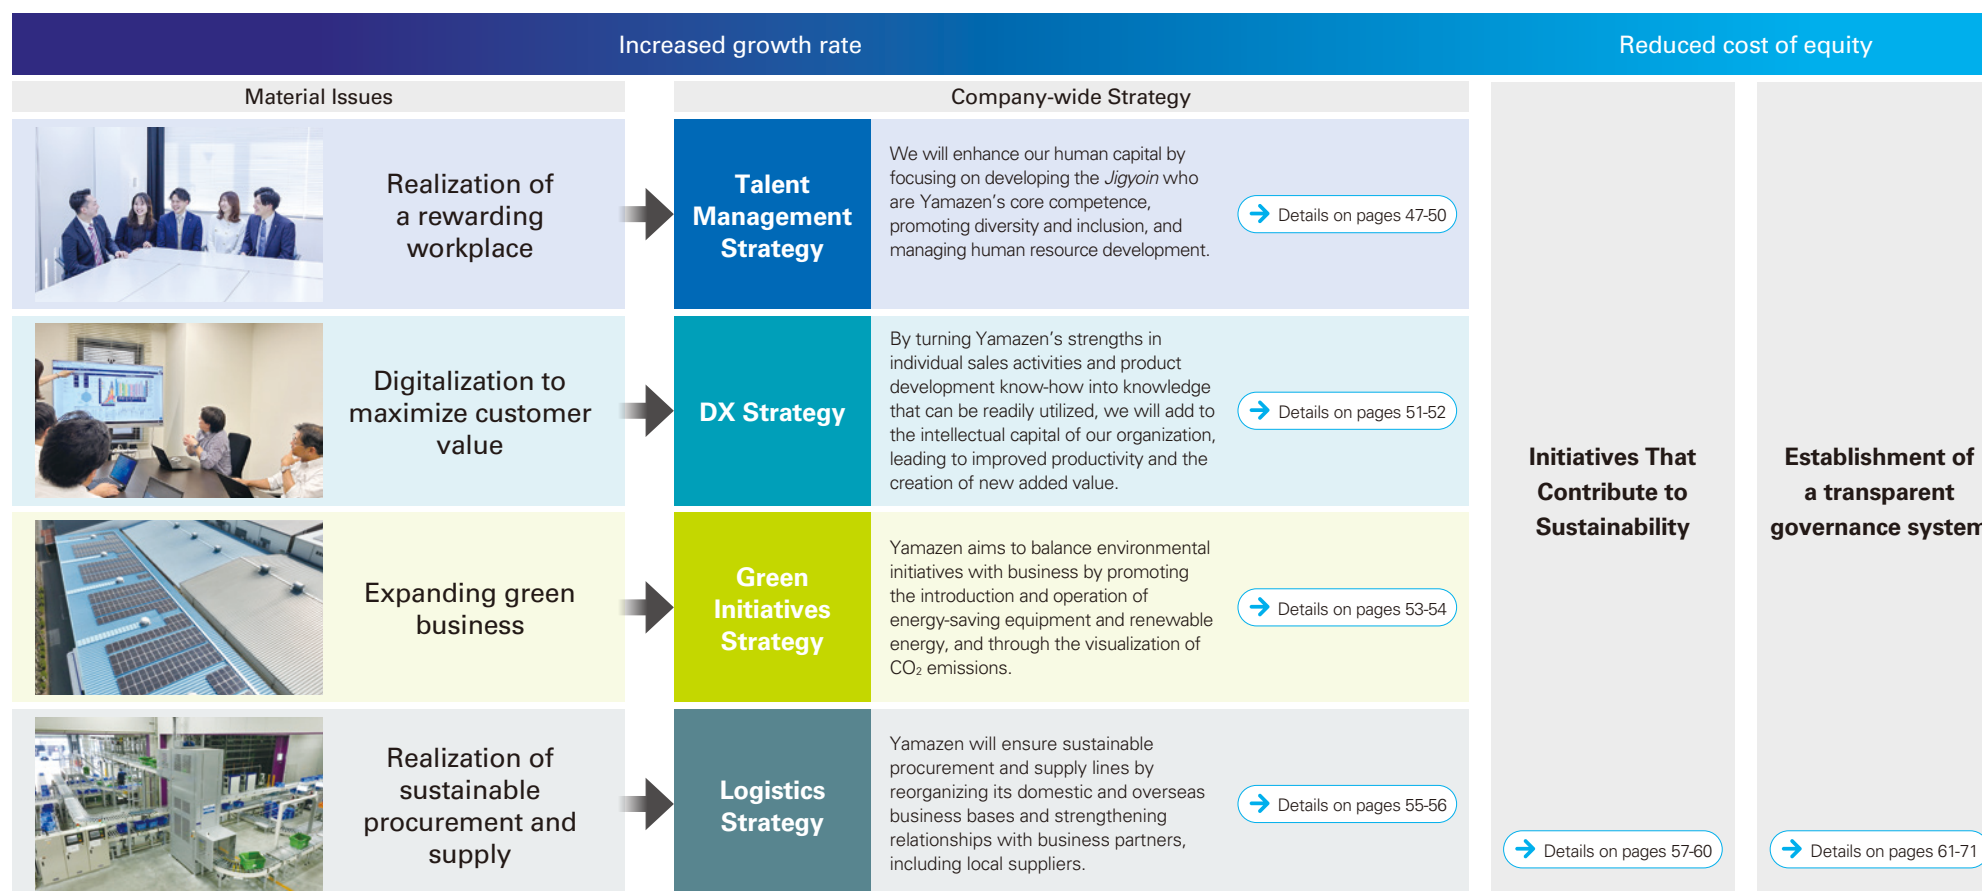 Increased growth rate
Reduced cost of equity
Material Issues
Company-wide Strategy
Realization of
a rewarding
workplace
Talent
Management
Strategy
We will enhance our human capital by
focusing on developing the Jigyoin who
are Yamazen's core competence,
promoting diversity and inclusion, and
managing human resource development.
Details on pages 47-50
Digitalization to
maximize customer
value
DX Strategy
By turning Yamazen's strengths in
individual sales activities and product
development know-how into knowledge
that can be readily utilized, we will add to
the intellectual capital of our organization,
leading to improved productivity and the
creation of new added value.
Details on pages 51-52
Expanding green
business
Green
Initiatives
Strategy
Yamazen aims to balance environmental
initiatives with business by promoting
the introduction and operation of
energy-saving equipment and renewable
energy, and through the visualization of
CO₂ emissions.
Details on pages 53-54
Realization of
sustainable
procurement and
supply
Logistics
Strategy
Yamazen will ensure sustainable
procurement and supply lines by
reorganizing its domestic and overseas
business bases and strengthening
relationships with business partners,
including local suppliers.
Details on pages 55-56
Initiatives That
Contribute to
Sustainability
Details on pages 57-60
Establishment of
a transparent
governance system
Details on pages 61-71